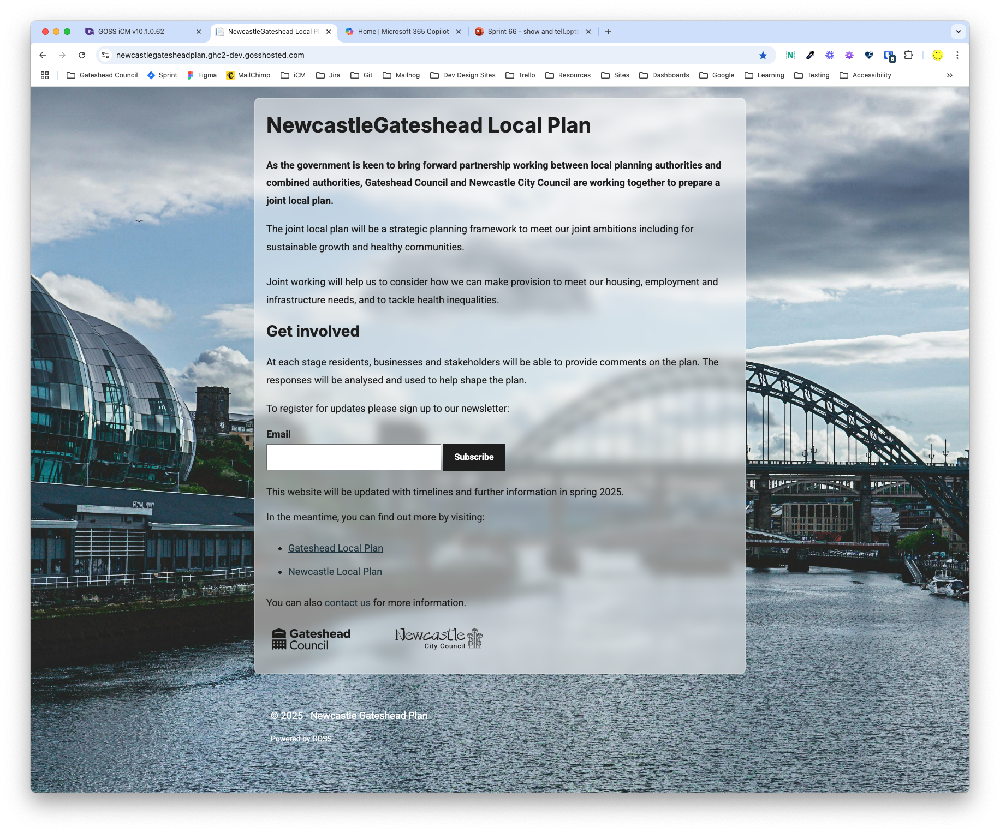 GOSS iCM v10.1.0.62
NewcastleGateshead Local P
Home | Microsoft 365 Copilot
Sprint 66 - show and tell.pptx
newcastlegatesheadplan.ghc2-dev.gosshosted.com
N
5
Gateshead Council
Sprint
Figma
MailChimp
iCM
Jira
Git
Mailhog
Dev Design Sites
Trello
Resources
Sites
Dashboards
Google
Learning
Testing
Accessibility
NewcastleGateshead Local Plan
As the government is keen to bring forward partnership working between local planning authorities and
combined authorities, Gateshead Council and Newcastle City Council are working together to prepare a
joint local plan.
The joint local plan will be a strategic planning framework to meet our joint ambitions including for
sustainable growth and healthy communities.
Joint working will help us to consider how we can make provision to meet our housing, employment and
infrastructure needs, and to tackle health inequalities.
Get involved
At each stage residents, businesses and stakeholders will be able to provide comments on the plan. The
responses will be analysed and used to help shape the plan.
To register for updates please sign up to our newsletter:
Email
Subscribe
This website will be updated with timelines and further information in spring 2025.
In the meantime, you can find out more by visiting:
• Gateshead Local Plan
• Newcastle Local Plan
You can also contact us for more information.
Gateshead
Council
Newcastle
City Council
ROYAL NAVY
© 2025 - Newcastle Gateshead Plan
Powered by GOSS